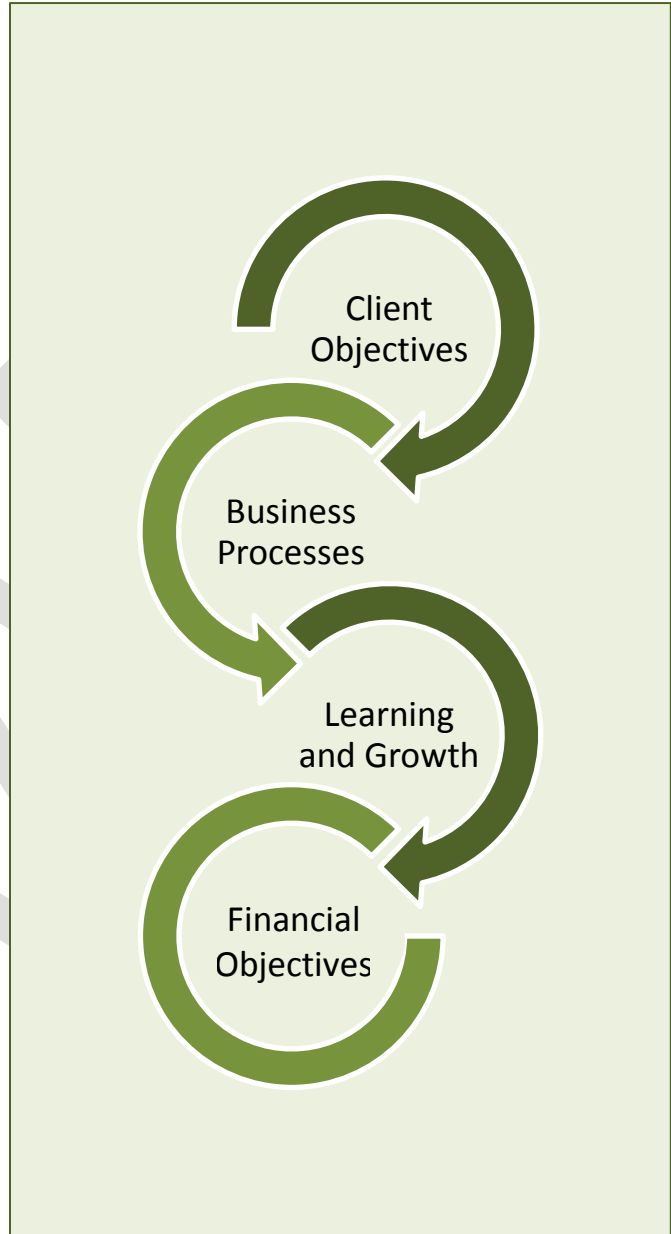 Client
Objectives
Business
Processes
Learning
and Growth
Financial
Objectives